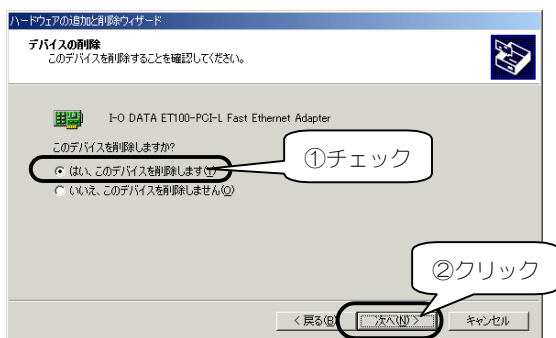 ハードウェアの追加と削除ウィザード
デバイスの削除
このデバイスを削除することを確認してください。
I-O DATA ET100-PCI-L Fast Ethernet Adapter
このデバイスを削除しますか?
はい、このデバイスを削除します(Y)
①チェック
いいえ、このデバイスを削除しません(O)
②クリック
< 戻る(B)
次へ(N) >
キャンセル